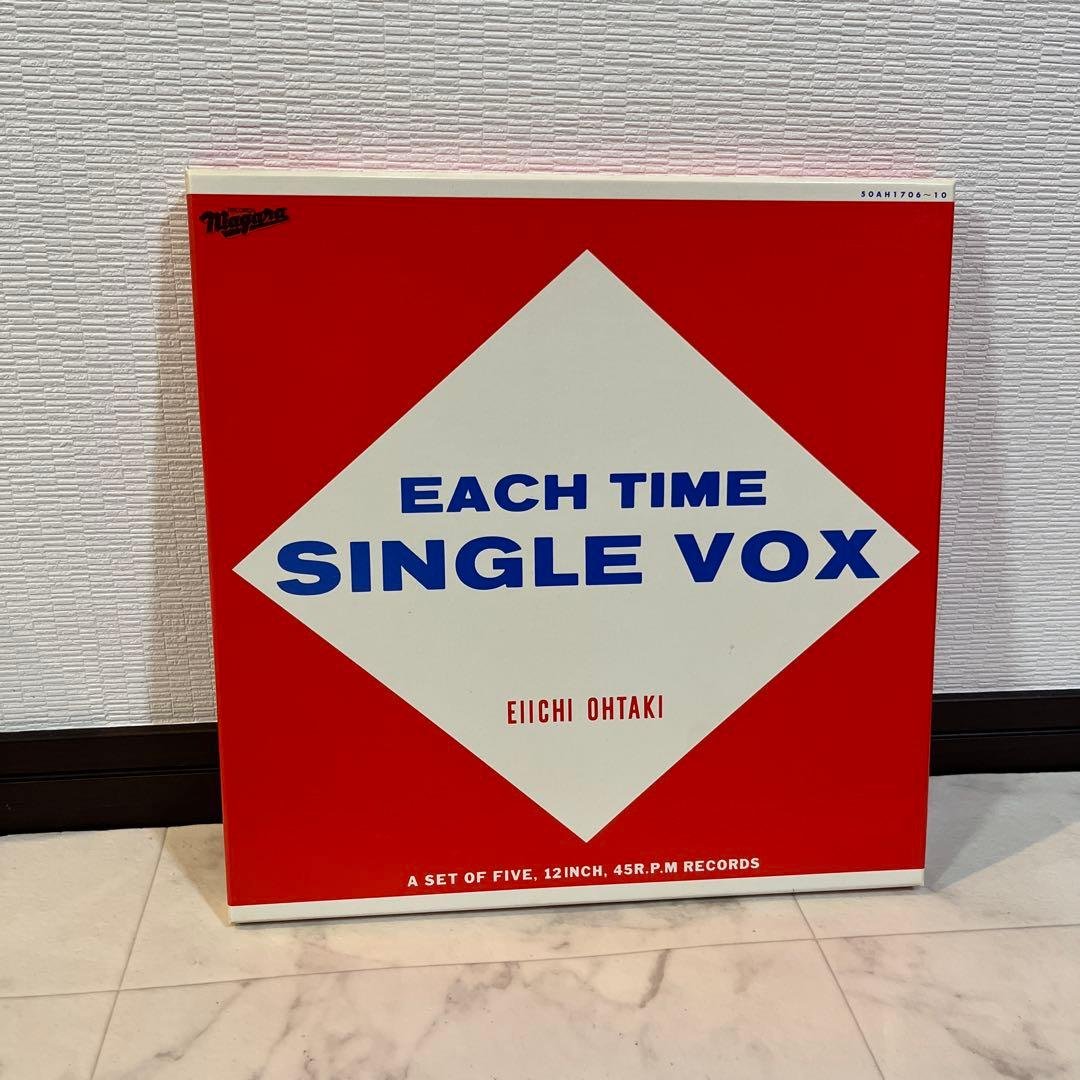 50AH1706~10
Niagara
EACH TIME
SINGLE VOX
EIICHI OHTAKI
A SET OF FIVE, 12INCH, 45R.P.M RECORDS